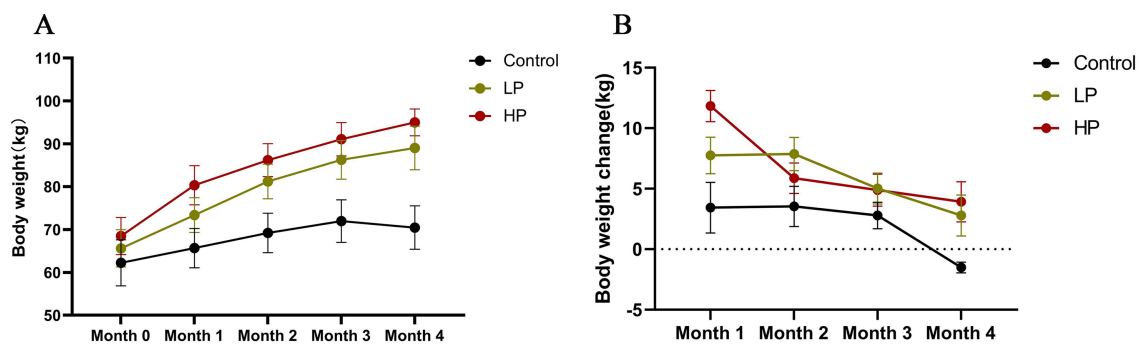 A
Body weight(kg)
110
100
90
80
70
60
50
Month 0 Month 1 Month 2 Month 3 Month 4
Control
LP
HP
B
Body weight change(kg)
15
10
5
0
-5
Month 1 Month 2 Month 3 Month 4
Control
LP
HP